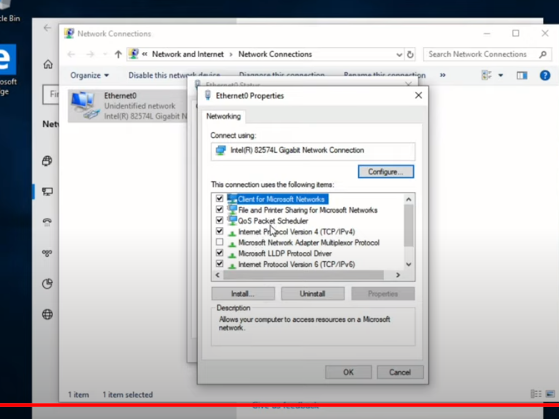 cle Bin
Network Connections
« Network and Internet > Network Connections
Search Network Connections
Organize
Disable this network device
Diagnose this connection
Rename this connection
»
Ethernet0
Unidentified network
Intel(R) 82574L Gigabit N
Ethernet0 Status
Ethernet0 Properties
Networking
Connect using:
Intel(R) 82574L Gigabit Network Connection
Configure...
This connection uses the following items:
Client for Microsoft Networks
File and Printer Sharing for Microsoft Networks
QoS Packet Scheduler
Internet Protocol Version 4 (TCP/IPv4)
Microsoft Network Adapter Multiplexor Protocol
Microsoft LLDP Protocol Driver
Internet Protocol Version 6 (TCP/IPv6)
Install...
Uninstall
Properties
Description
Allows your computer to access resources on a Microsoft
network.
OK
Cancel
osoft
ge
Fi
Net
1 item
1 item selected